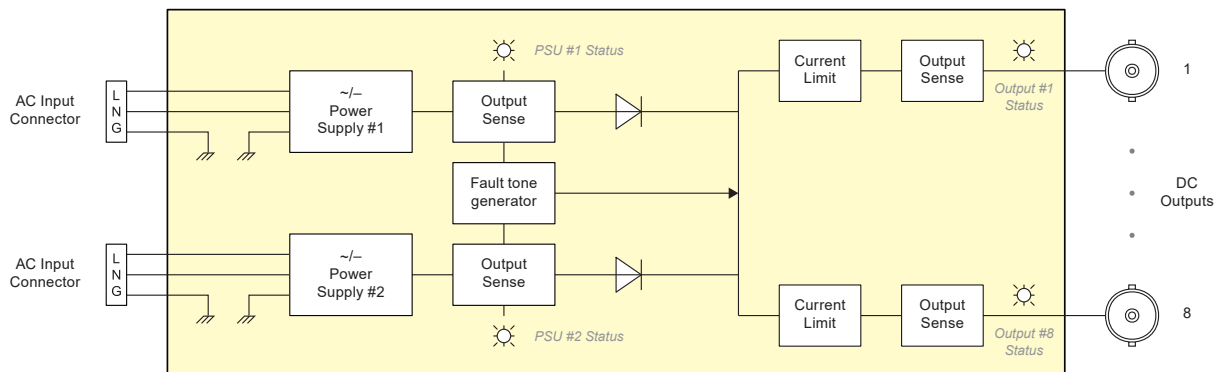 PSU #1 Status
AC Input
Connector
L
N
G
~/–
Power
Supply #1
Output
Sense
Current
Limit
Output
Sense
Output #1
Status
1
Fault tone
generator
DC
Outputs
AC Input
Connector
L
N
G
~/–
Power
Supply #2
Output
Sense
PSU #2 Status
Current
Limit
Output
Sense
Output #8
Status
8